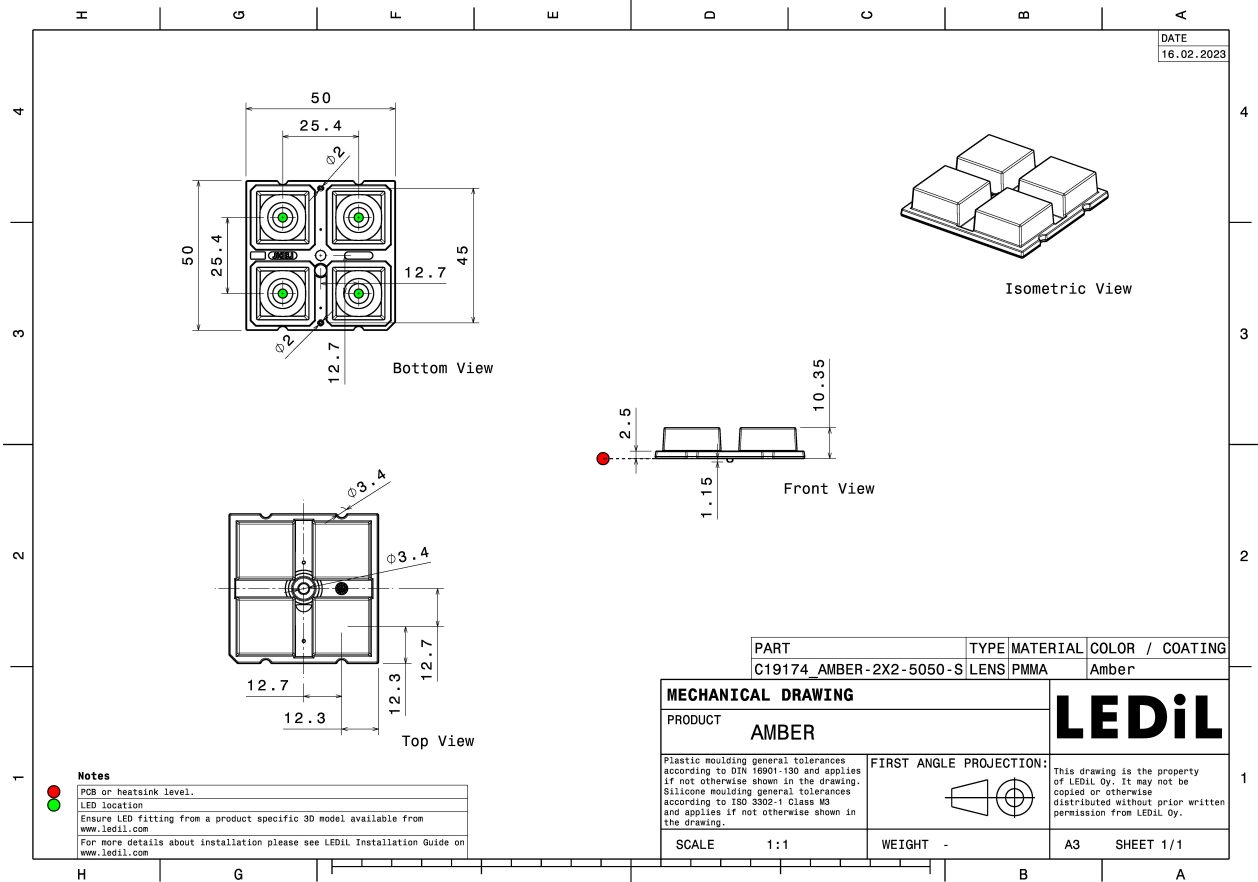 H G F E D C B A
DATE
16.02.2023
4
4
50
25.4
Ø2
50
25.4
45
12.7
Ø2
12.7
Bottom View
Isometric View
3
3
10.35
2.5
1.15
Front View
Ø3.4
Ø3.4
2
2
12.7
12.3
12.7
12.3
Top View
PART TYPE MATERIAL COLOR / COATING
C19174_AMBER-2X2-5050-S LENS PMMA Amber
MECHANICAL DRAWING
PRODUCT
AMBER
LEDiL
Plastic moulding general tolerances
according to DIN 16901-130 and applies
if not otherwise shown in the drawing.
Silicone moulding general tolerances
according to ISO 3302-1 Class M3
and applies if not otherwise shown in
the drawing.
FIRST ANGLE PROJECTION:
This drawing is the property
of LEDiL Oy. It may not be
copied or otherwise
distributed without prior written
permission from LEDiL Oy.
SCALE 1:1 WEIGHT - A3 SHEET 1/1
1
1
Notes
PCB or heatsink level.
LED location
Ensure LED fitting from a product specific 3D model available from
www.ledil.com
For more details about installation please see LEDiL Installation Guide on
www.ledil.com
H G B A